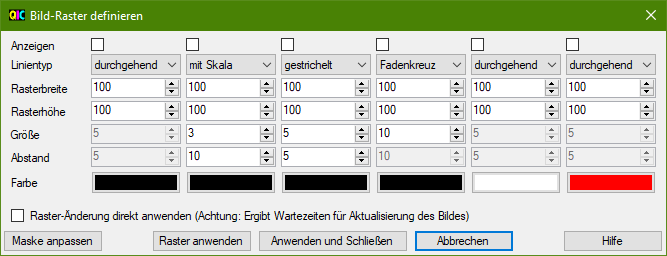 QIC Bild-Raster definieren
Anzeigen
Linientyp durchgehend mit Skala gestrichelt Fadenkreuz durchgehend durchgehend
Rasterbreite 100 100 100 100 100 100
Rasterhöhe 100 100 100 100 100 100
Größe 5 3 5 10 5 5
Abstand 5 10 5 10 5 5
Farbe
Raster-Änderung direkt anwenden (Achtung: Ergibt Wartezeiten für Aktualisierung des Bildes)
Maske anpassen Raster anwenden Anwenden und Schließen Abbrechen Hilfe